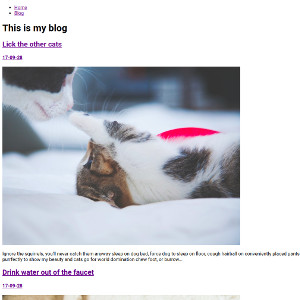 Home
Blog
This is my blog
Lick the other cats
17-09-28
Ignore the squirrels, you'll never catch them anyway sleep on dog bed, force dog to sleep on floor, cough hairball on conveniently placed pants
purrfectly to show my beauty and cats go for world domination chew foot, or burrow...
Drink water out of the faucet
17-09-28